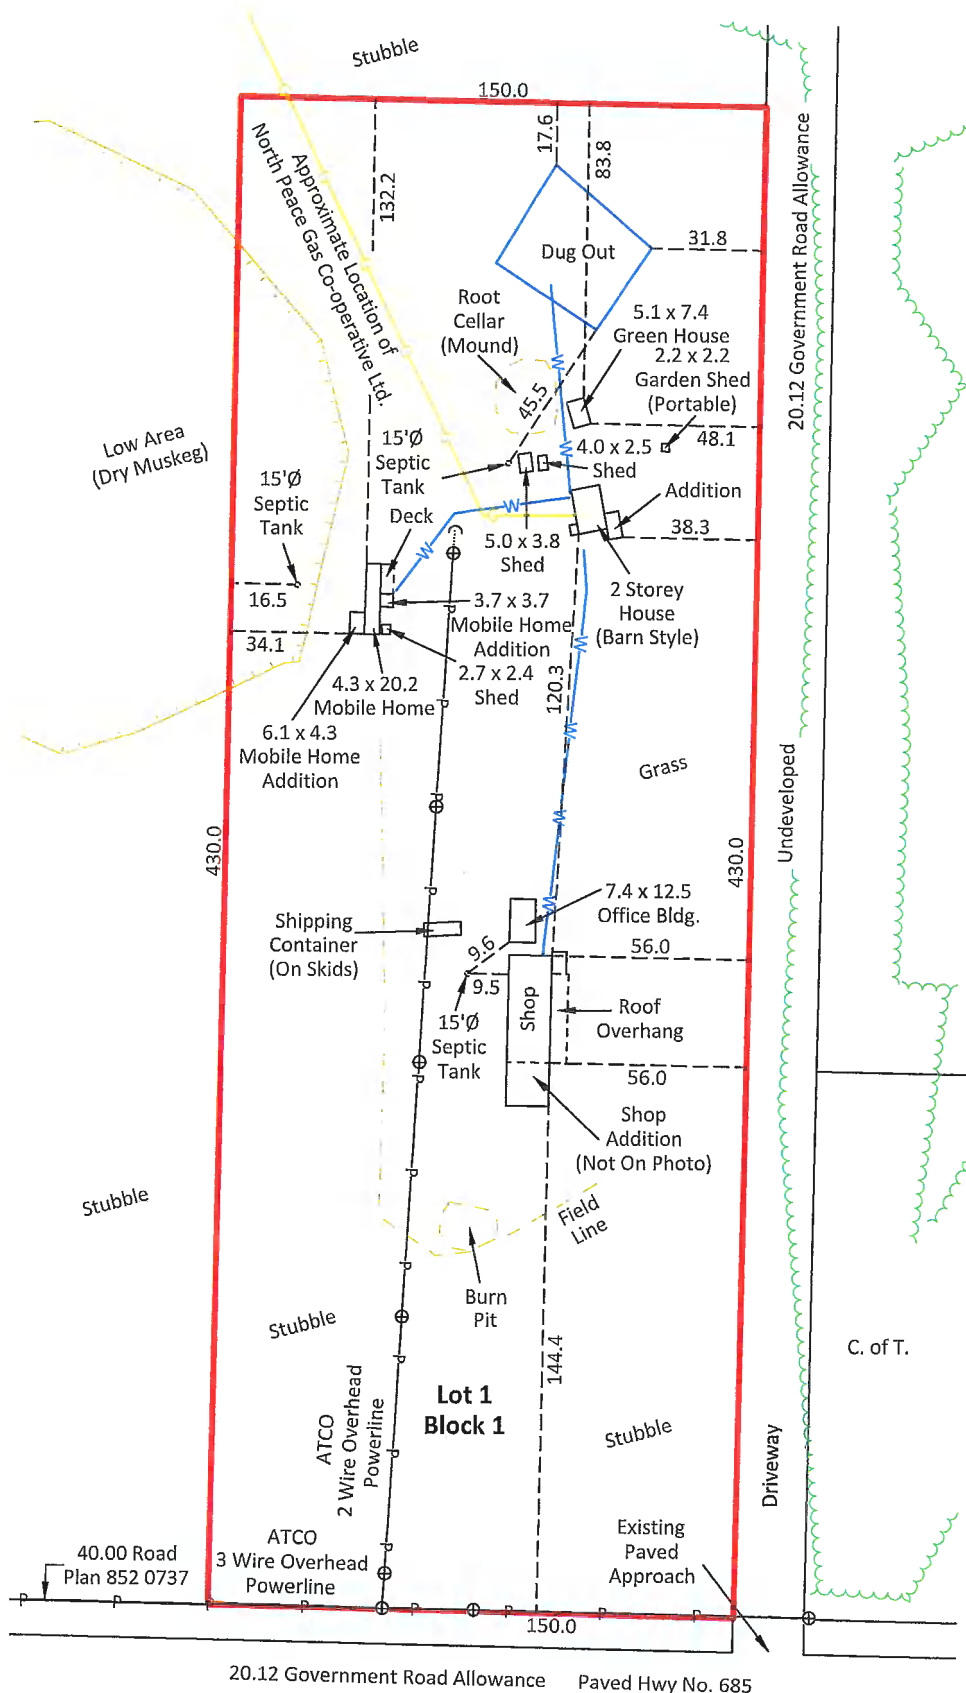 Stubble
150.0
17.6
83.8
132.2
Approximate Location of
North Peace Gas Co-operative Ltd.
20.12 Government Road Allowance
Dug Out
31.8
Root
Cellar
(Mound)
5.1 x 7.4
Green House
2.2 x 2.2
Garden Shed
(Portable)
45.5
48.1
Low Area
(Dry Muskeg)
15'Ø
Septic
Tank
4.0 x 2.5
Shed
15'Ø
Septic
Tank
Deck
W
W
W
Addition
38.3
5.0 x 3.8
Shed
16.5
34.1
3.7 x 3.7
Mobile Home
Addition
2 Storey
House
(Barn Style)
P
W
2.7 x 2.4
Shed
4.3 x 20.2
Mobile Home
6.1 x 4.3
Mobile Home
Addition
120.3
P
W
Grass
P
W
Undeveloped
430.0
430.0
P
W
7.4 x 12.5
Office Bldg.
Shipping
Container
(On Skids)
9.6
56.0
9.5
P
Shop
Roof
Overhang
15'Ø
Septic
Tank
P
56.0
Shop
Addition
(Not On Photo)
P
Stubble
Field
Line
P
Burn
Pit
Stubble
P
144.4
C. of T.
Lot 1
Block 1
ATCO
2 Wire Overhead
Powerline
P
Stubble
Driveway
Existing
Paved
Approach
ATCO
3 Wire Overhead
Powerline
40.00 Road
Plan 852 0737
P
P
P
P
P
P
150.0
20.12 Government Road Allowance Paved Hwy No. 685